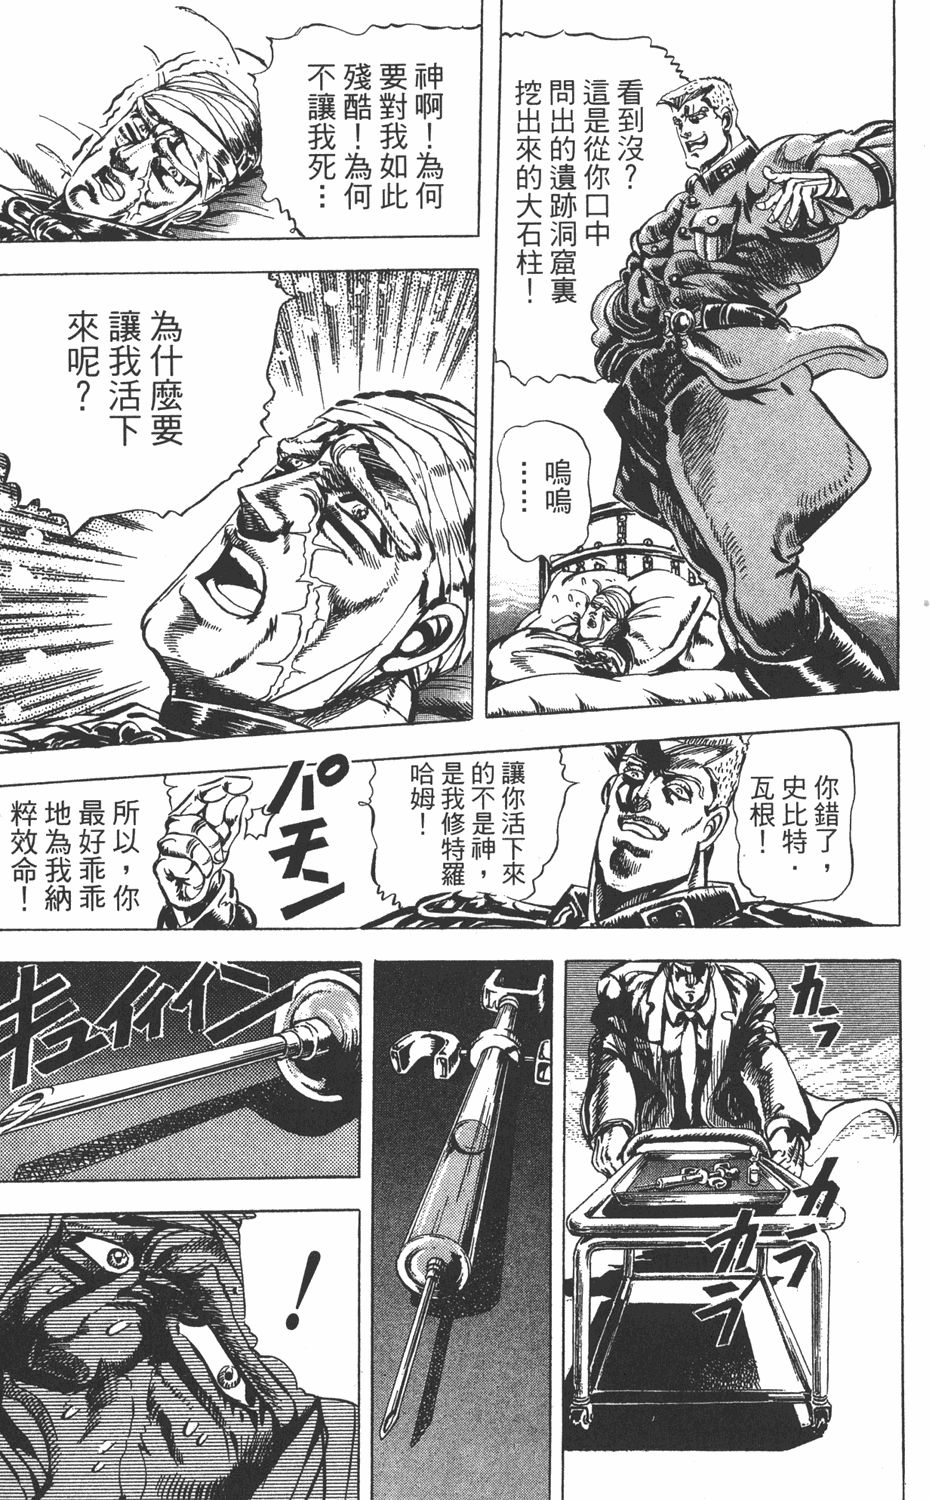 看到沒？
這是從你口中
問出的遺跡洞窟裏
挖出來的大石柱！
嗚嗚
……
神啊！為何
要對我如此
殘酷！為何
不讓我死…
為什麼要
讓我活下
來呢？
你錯了，
史比特．
瓦根！
讓你活下來
的不是神，
是我修特羅
哈姆！
パチン
所以，你
最好乖乖
地為我納
粹效命！
カラ
カラ
カラ
キュイイイン
！